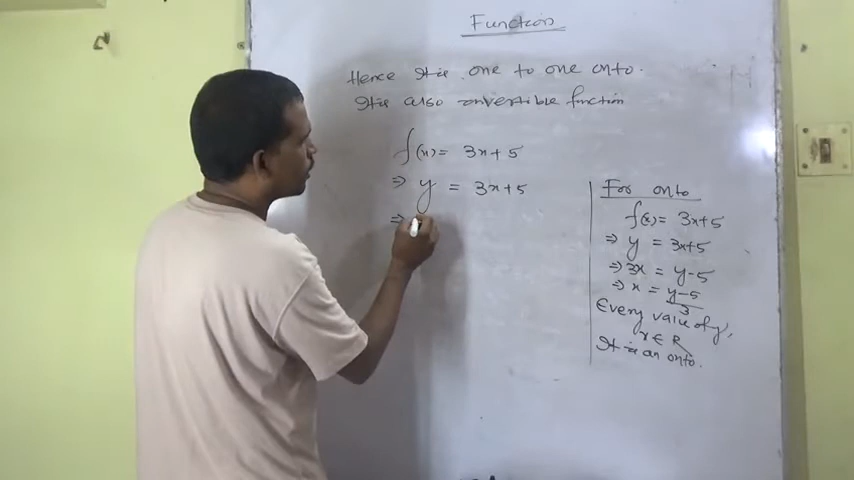 Function
Hence It is one to one onto.
It is also invertible function
f(x) = 3x+5
⇒ y = 3x+5
⇒
For onto
f(x) = 3x+5
⇒ y = 3x+5
⇒ 3x = y-5
⇒ x = y-5/3
Every value of y,
x ∈ R
It is an onto.